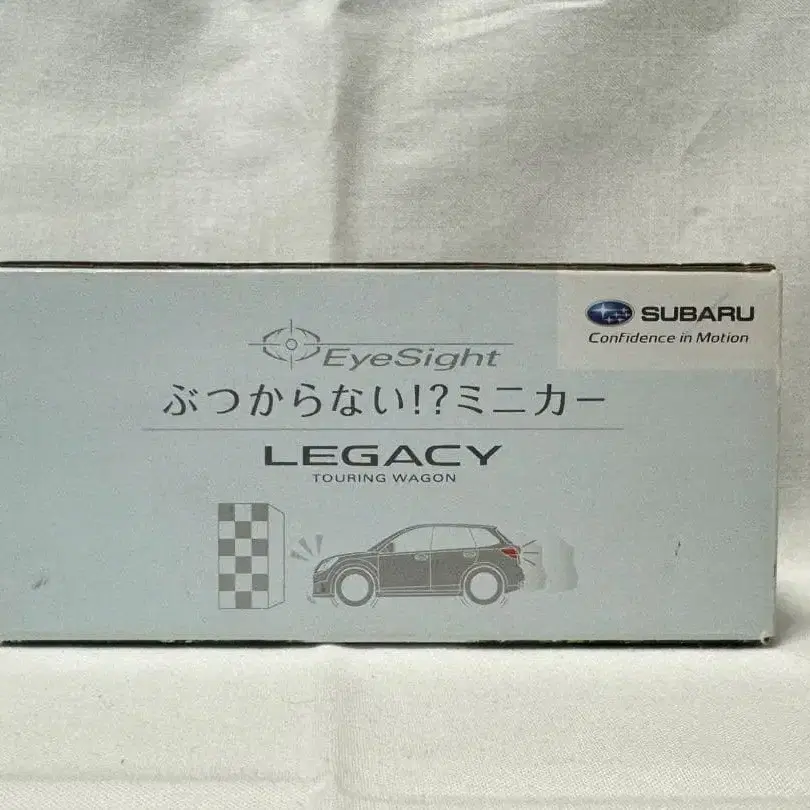 SUBARU
Confidence in Motion
EyeSight
ぶつからない!?ミニカー
LEGACY
TOURING WAGON